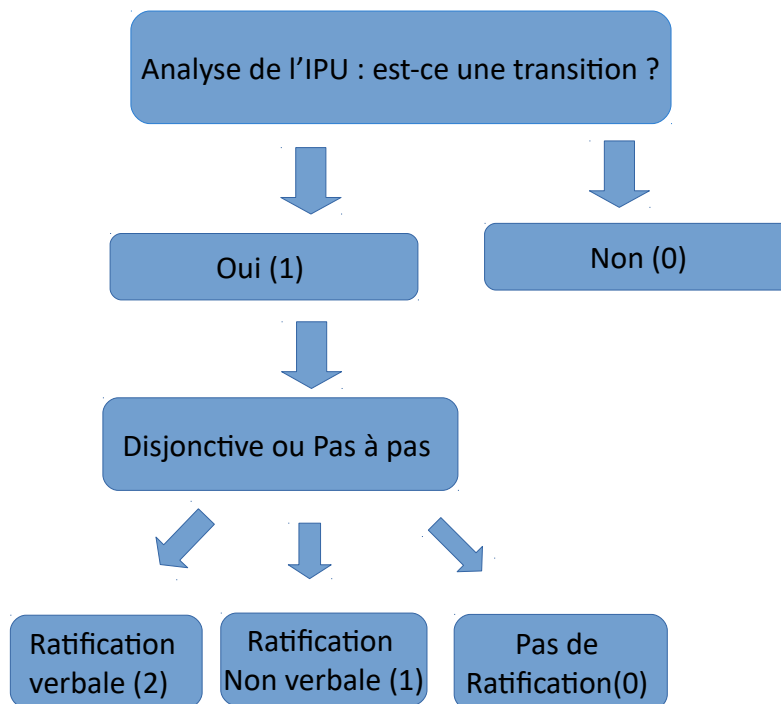 Analyse de l’IPU : est-ce une transition ?
Oui (1)
Non (0)
Disjonctive ou Pas à pas
Ratification
verbale (2)
Ratification
Non verbale (1)
Pas de
Ratification(0)